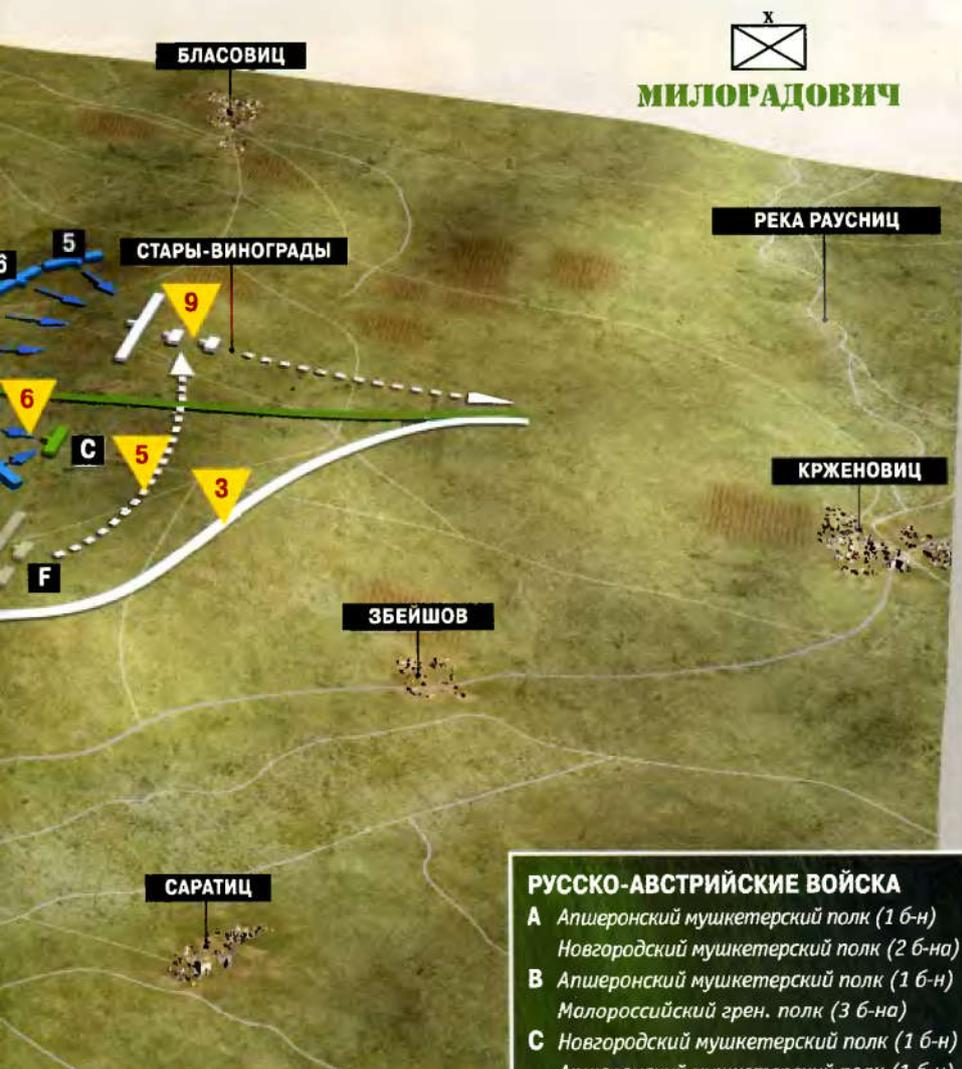 X
МИЛОРАДОВИЧ
БЛАСОВИЦ
РЕКА РАУСНИЦ
5
6
СТАРЫ-ВИНОГРАДЫ
9
6
C
5
3
КРЖЕНОВИЦ
F
ЗБЕЙШОВ
САРАТИЦ
РУССКО-АВСТРИЙСКИЕ ВОЙСКА
A Апшеронский мушкетерский полк (1 б-н)
Новгородский мушкетерский полк (2 б-на)
B Апшеронский мушкетерский полк (1 б-н)
Малороссийский грен. полк (3 б-на)
C Новгородский мушкетерский полк (1 б-н)